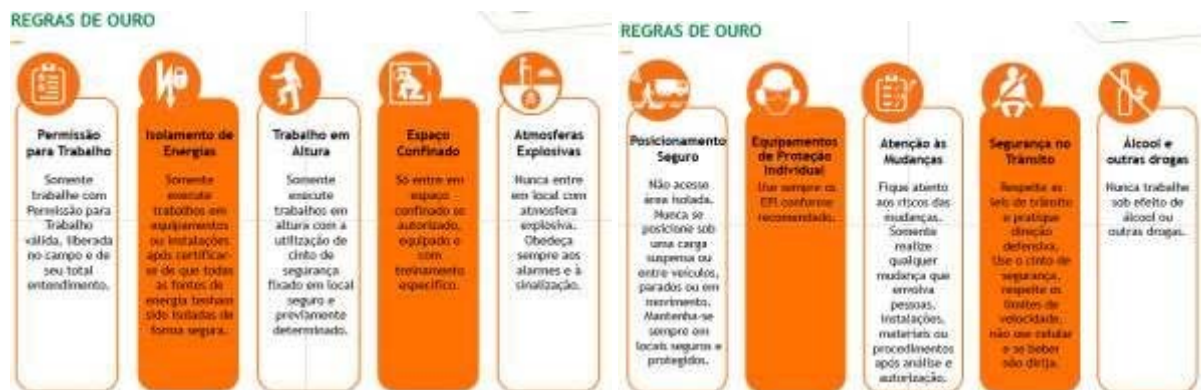 REGRAS DE OURO
Permissão
para Trabalho
Somente
trabalhe com
Permissão para
Trabalho
válida, liberada
no campo e de
seu total
entendimento.
Isolamento de
Energias
Somente
execute
trabalhos em
equipamentos
ou instalações
após certificar-
se de que todas
as fontes de
energia tenham
sido isoladas de
forma segura.
Trabalho em
Altura
Somente
execute
trabalhos em
altura com a
utilização de
cinto de
segurança
fixado em local
seguro e
previamente
determinado.
Espaço
Confinado
Só entre em
espaço
confinado se
autorizado,
equipado e
com
treinamento
específico.
Atmosferas
Explosivas
Nunca entre
em local com
atmosfera
explosiva.
Obedeça
sempre aos
alarmes e à
sinalização.
REGRAS DE OURO
Posicionamento
Seguro
Não acesse
área isolada.
Nunca se
posicione sob
uma carga
suspensa ou
entre veículos,
parados ou em
movimento.
Mantenha-se
sempre em
locais seguros e
protegidos.
Equipamentos
de Proteção
Individual
Use sempre os
EPI conforme
recomendado.
Atenção às
Mudanças
Fique atento
aos riscos das
mudanças.
Somente
realize
qualquer
mudança que
envolva
pessoas,
instalações,
materiais ou
procedimentos
após análise e
autorização.
Segurança no
Trânsito
Respeite as
leis de trânsito
e pratique
direção
defensiva.
Use o cinto de
segurança,
respeite os
limites de
velocidade,
não use celular
e se beber
não dirija.
Álcool e
outras drogas
Nunca trabalhe
sob efeito de
álcool ou
outras drogas.